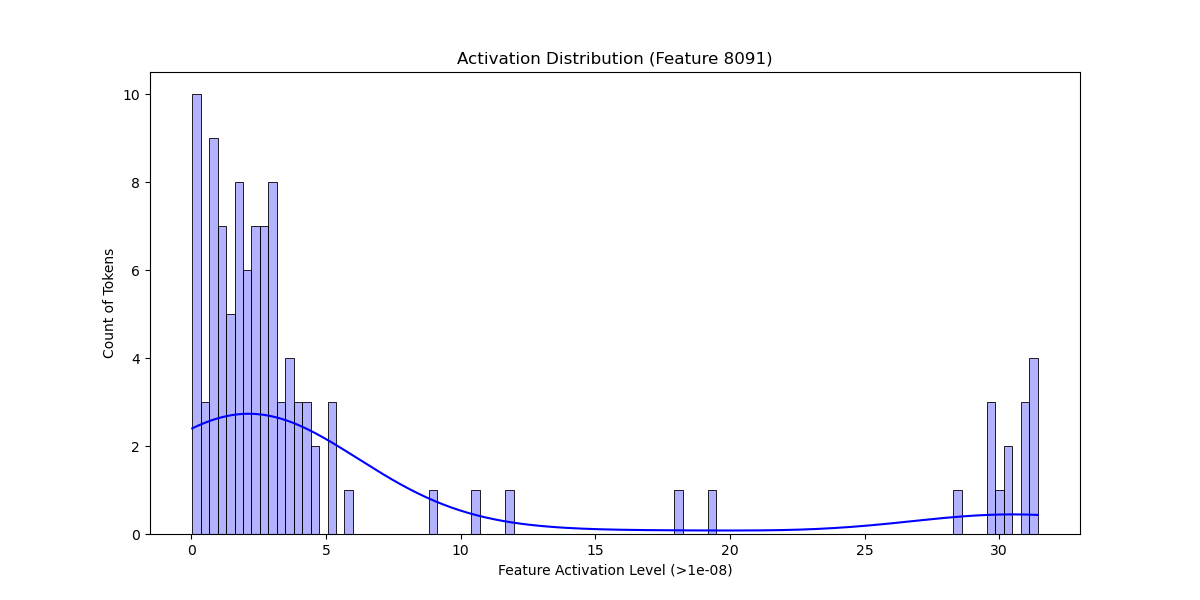 Activation Distribution (Feature 8091)
10
8
6
4
2
0
Count of Tokens
0 5 10 15 20 25 30
Feature Activation Level (>1e-08)